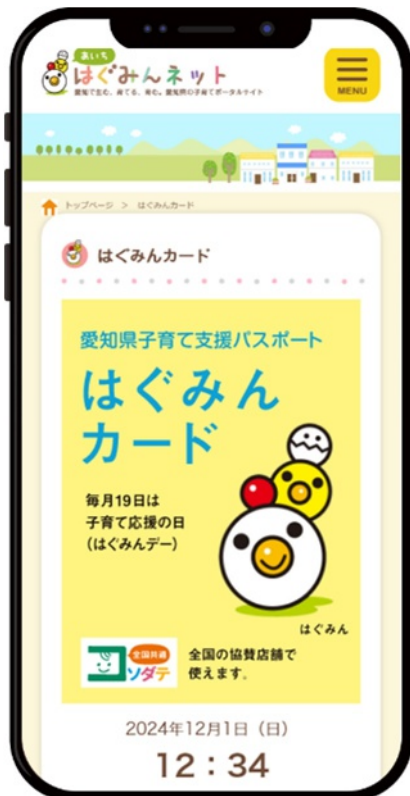 あいち
はぐみんネット
愛知で生む、育てる、育む。愛知県の子育てポータルサイト
MENU
トップページ > はぐみんカード
はぐみんカード
愛知県子育て支援パスポート
はぐみん
カード
毎月19日は
子育て応援の日
(はぐみんデー)
はぐみん
全国共通
コソダテ
全国の協賛店舗で
使えます。
2024年12月1日(日)
12:34